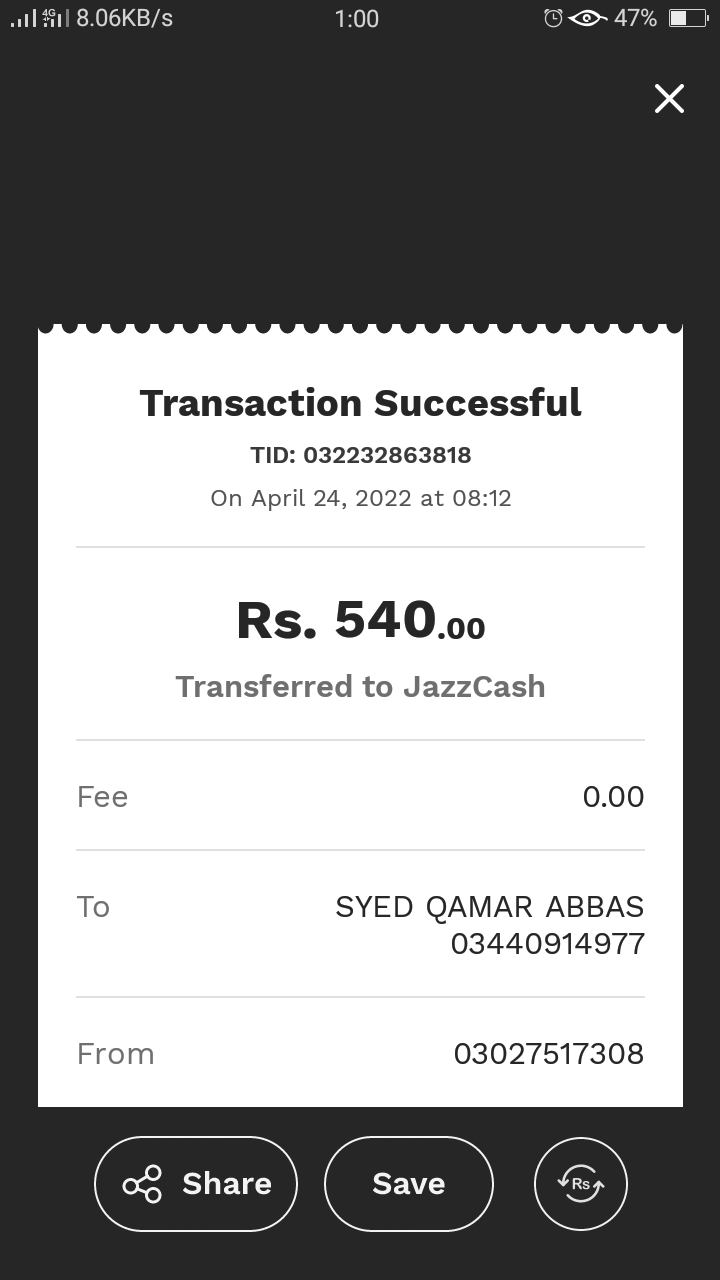 4G 8.06KB/s 1:00 47%
Transaction Successful
TID: 032232863818
On April 24, 2022 at 08:12
Rs. 540.00
Transferred to JazzCash
Fee 0.00
To SYED QAMAR ABBAS
03440914977
From 03027517308
Share Save Rs